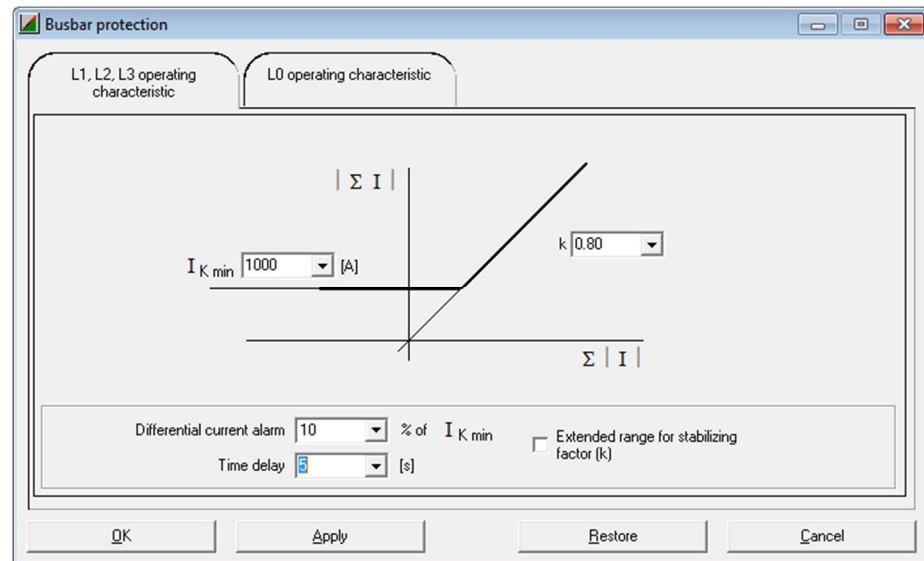 Busbar protection
L1, L2, L3 operating
characteristic
L0 operating characteristic
| Σ I |
k 0.80
I K min 1000 [A]
Σ | I |
Differential current alarm 10 % of I K min
Extended range for stabilizing
factor (k)
Time delay 5 [s]
OK Apply Restore Cancel